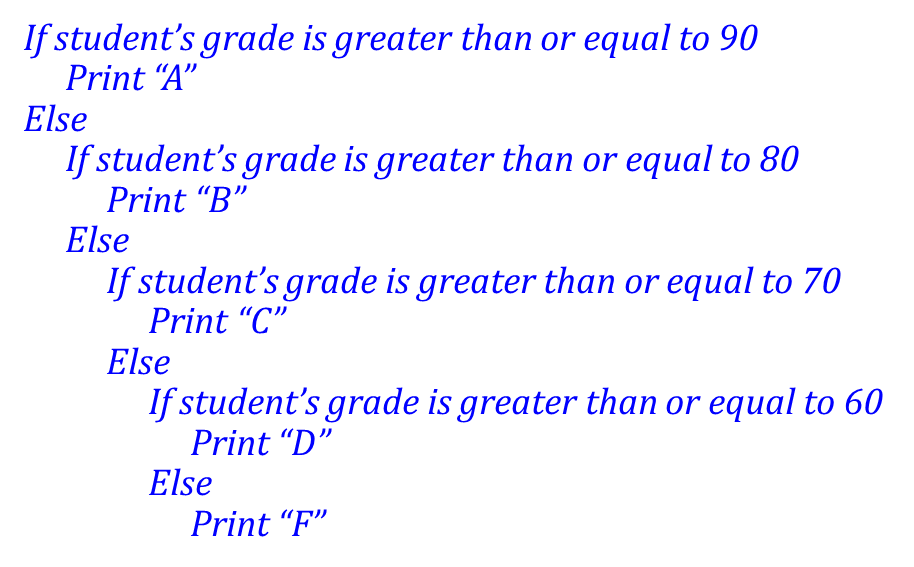 If student’s grade is greater than or equal to 90
Print “A”
Else
If student’s grade is greater than or equal to 80
Print “B”
Else
If student’s grade is greater than or equal to 70
Print “C”
Else
If student’s grade is greater than or equal to 60
Print “D”
Else
Print “F”